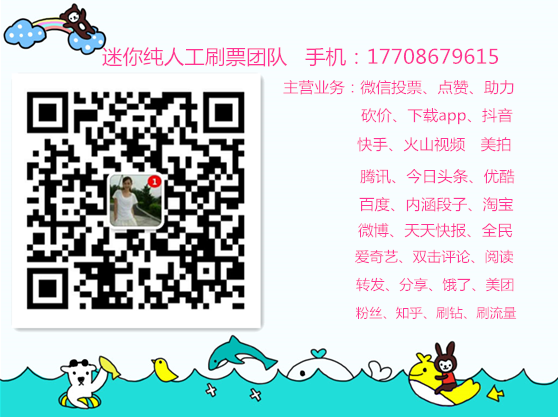 迷你纯人工刷票团队 手机：17708679615
主营业务：微信投票、点赞、助力
砍价、下载app、抖音
快手、火山视频 美拍
腾讯、今日头条、优酷
百度、内涵段子、淘宝
微博、天天快报、全民
爱奇艺、双击评论、阅读
转发、分享、饿了、美团
粉丝、知乎、刷钻、刷流量
1